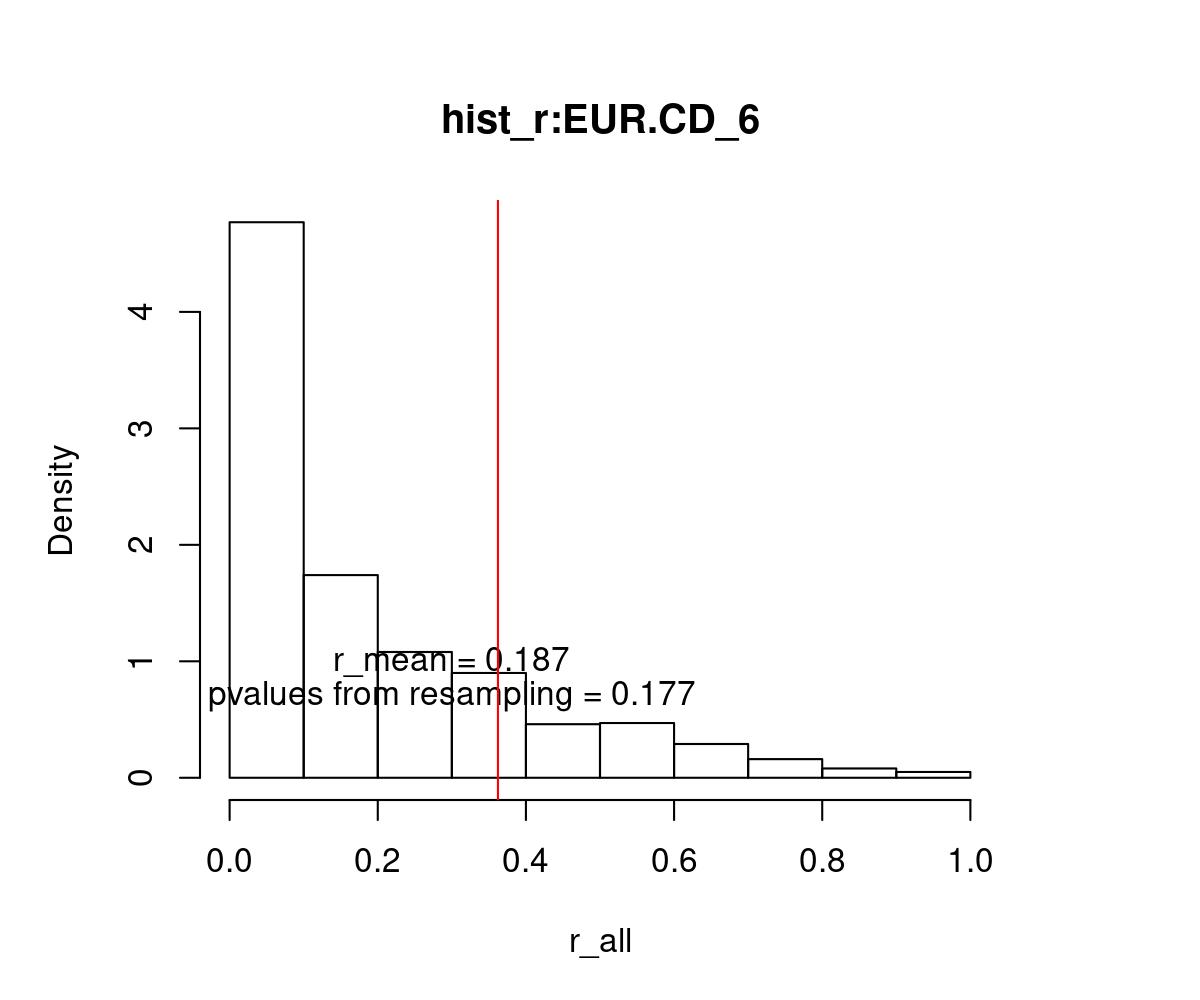 hist_r:EUR.CD_6
4
3
2
1
0
Density
r_mean = 0.187
pvalues from resampling = 0.177
0.0 0.2 0.4 0.6 0.8 1.0
r_all